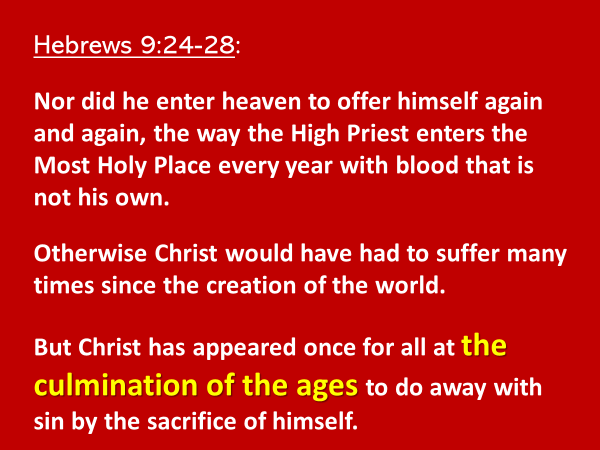 Hebrews 9:24-28:
Nor did he enter heaven to offer himself again
and again, the way the High Priest enters the
Most Holy Place every year with blood that is
not his own.
Otherwise Christ would have had to suffer many
times since the creation of the world.
But Christ has appeared once for all at the
culmination of the ages to do away with
sin by the sacrifice of himself.